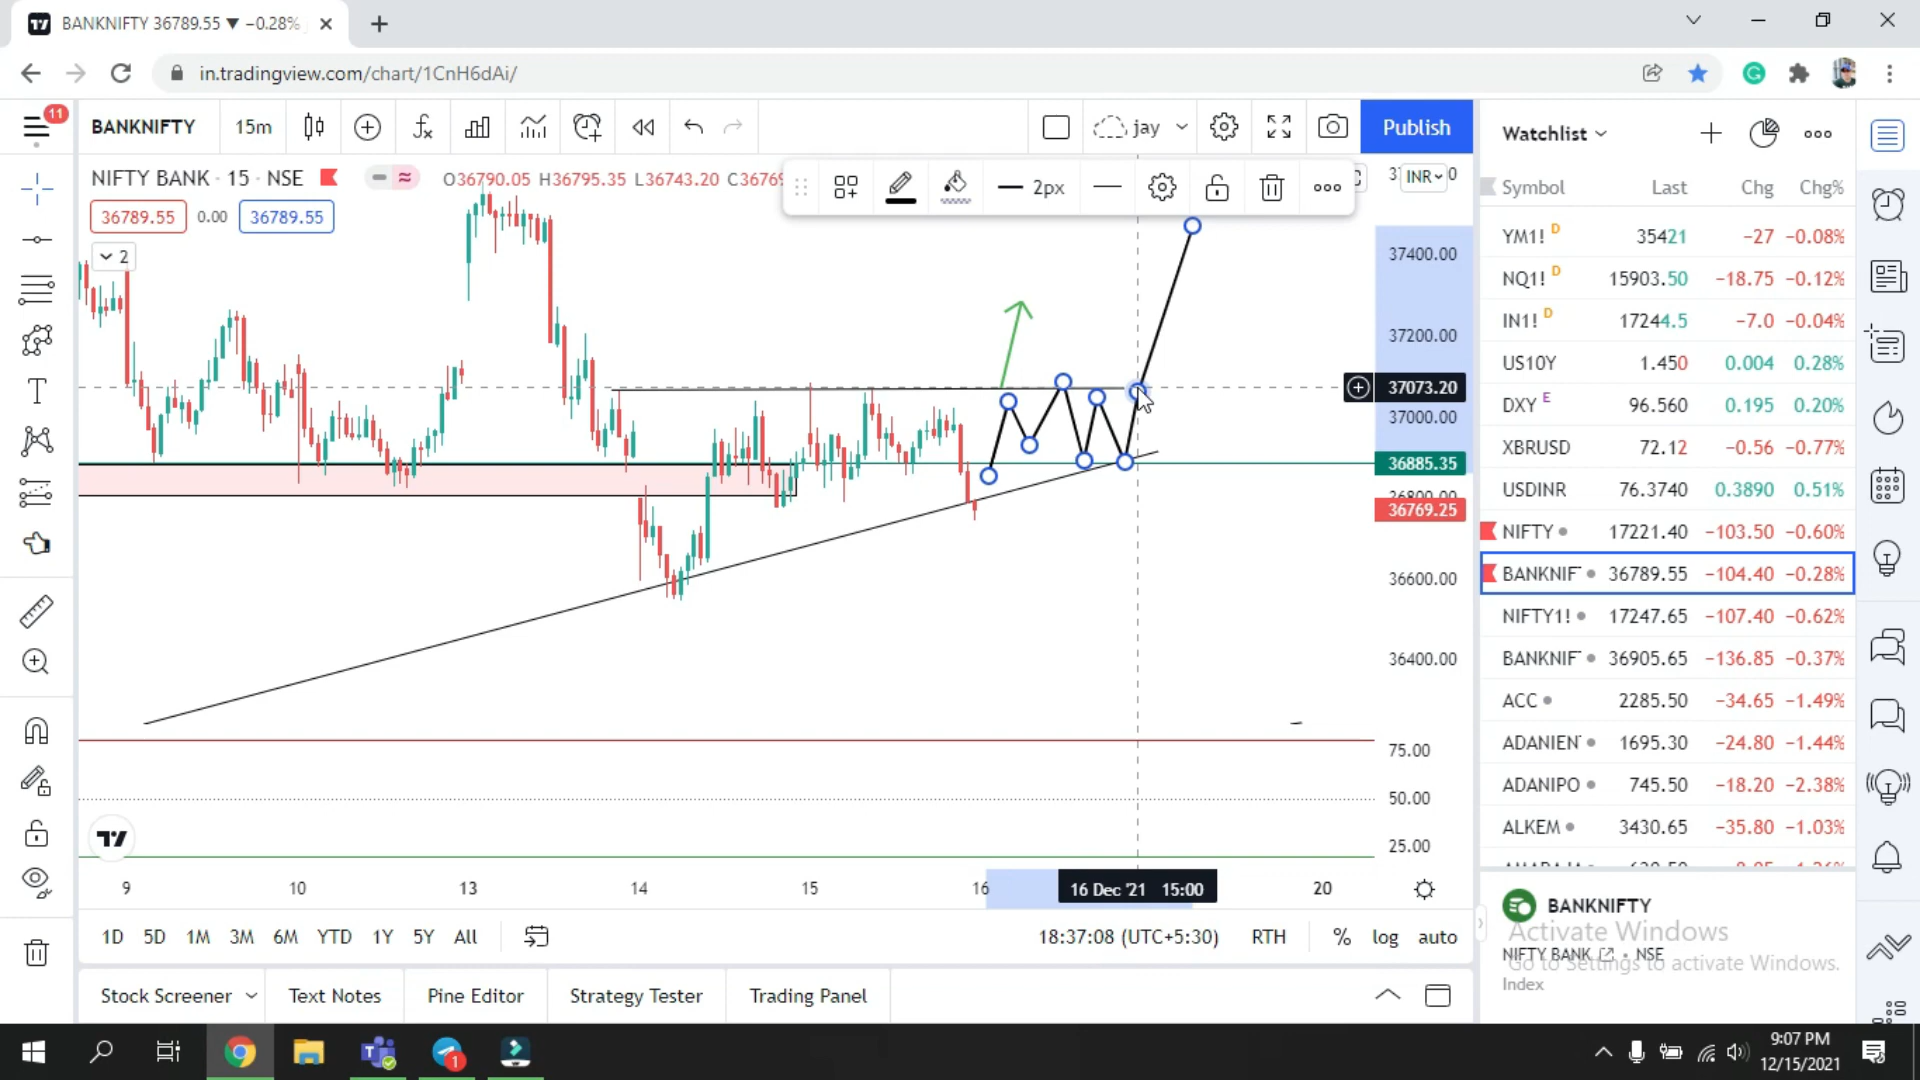 BANKNIFTY 36789.55 ▼ −0.28%
in.tradingview.com/chart/1CnH6dAi/
11
BANKNIFTY 15m
jay
Publish
NIFTY BANK · 15 · NSE
O36790.05 H36795.35 L36743.20 C3676
36789.55 0.00 36789.55
2
2px
INR
37400.00
37200.00
37073.20
37000.00
36885.35
36800.00
36769.25
36600.00
36400.00
75.00
50.00
25.00
9 10 13 14 15 16 16 Dec '21 15:00 20
1D 5D 1M 3M 6M YTD 1Y 5Y All
18:37:08 (UTC+5:30) RTH % log auto
Stock Screener Text Notes Pine Editor Strategy Tester Trading Panel
Watchlist
Symbol Last Chg Chg%
YM1! D 35421 −27 −0.08%
NQ1! D 15903.50 −18.75 −0.12%
IN1! D 17244.5 −7.0 −0.04%
US10Y 1.450 0.004 0.28%
DXY E 96.560 0.195 0.20%
XBRUSD 72.12 −0.56 −0.77%
USDINR 76.3740 0.3890 0.51%
NIFTY 17221.40 −103.50 −0.60%
BANKNIF 36789.55 −104.40 −0.28%
NIFTY1! 17247.65 −107.40 −0.62%
BANKNIF 36905.65 −136.85 −0.37%
ACC 2285.50 −34.65 −1.49%
ADANIEN 1695.30 −24.80 −1.44%
ADANIPO 745.50 −18.20 −2.38%
ALKEM 3430.65 −35.80 −1.03%
BANKNIFTY
Activate Windows
NIFTY BANK · NSE
Go to Settings to activate Windows.
Index
1
9:07 PM
12/15/2021